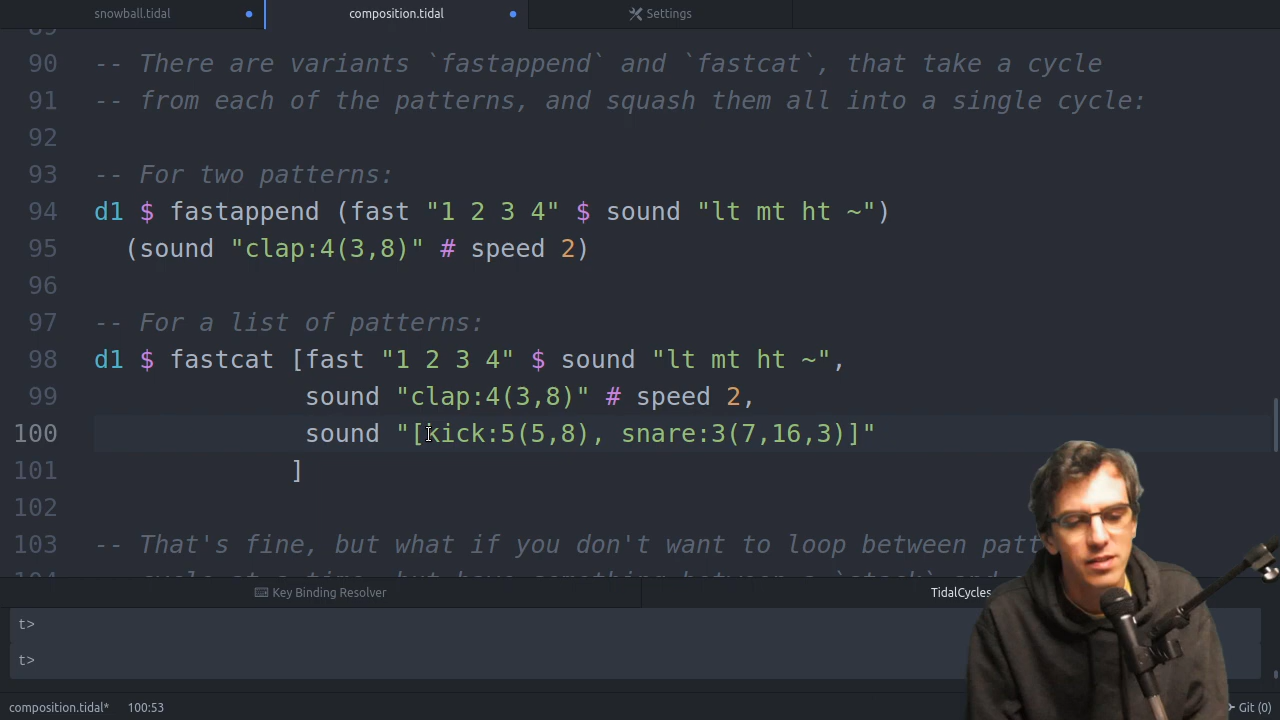 snowball.tidal
composition.tidal
Settings
89
90 -- There are variants `fastappend` and `fastcat`, that take a cycle
91 -- from each of the patterns, and squash them all into a single cycle:
92
93 -- For two patterns:
94 d1 $ fastappend (fast "1 2 3 4" $ sound "lt mt ht ~")
95 (sound "clap:4(3,8)" # speed 2)
96
97 -- For a list of patterns:
98 d1 $ fastcat [fast "1 2 3 4" $ sound "lt mt ht ~",
99 sound "clap:4(3,8)" # speed 2,
100 sound "[kick:5(5,8), snare:3(7,16,3)]"
101 ]
102
103 -- That's fine, but what if you don't want to loop between
Key Binding Resolver
TidalCycles
t>
t>
composition.tidal* 100:53
Git (0)